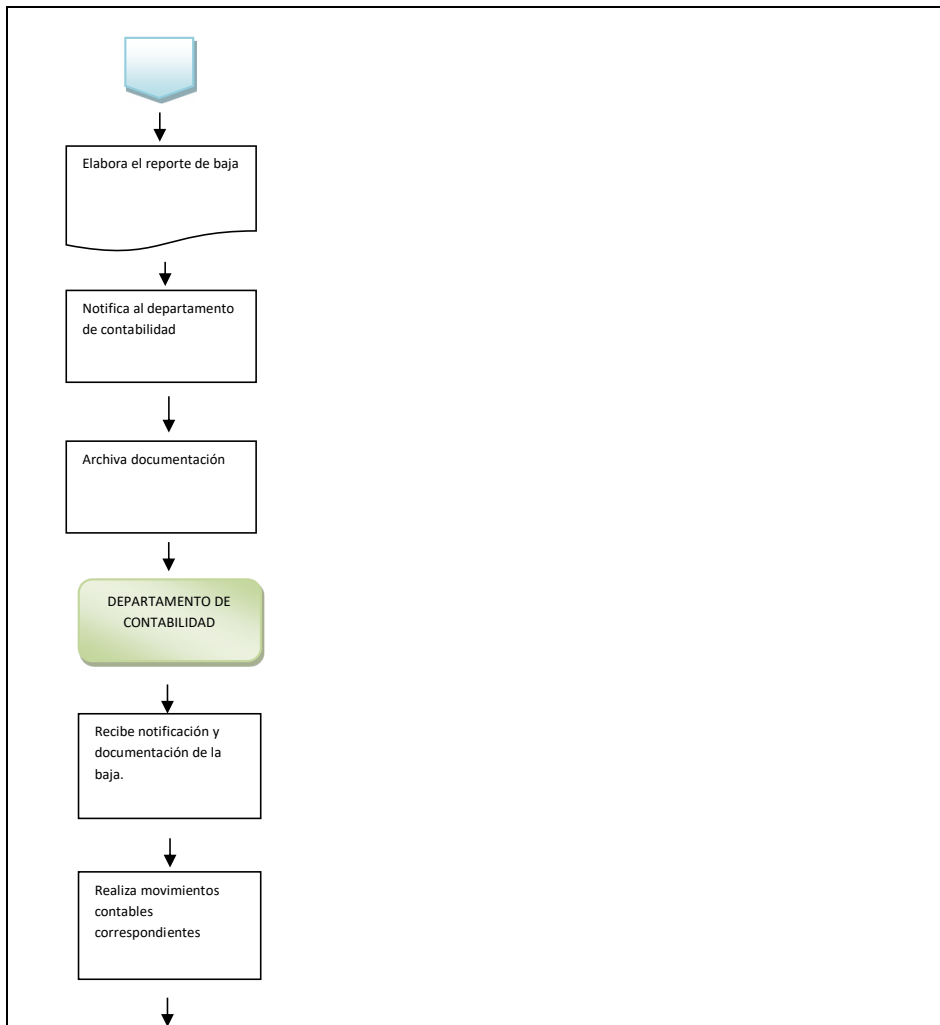 Elabora el reporte de baja
Notifica al departamento
de contabilidad
Archiva documentación
DEPARTAMENTO DE
CONTABILIDAD
Recibe notificación y
documentación de la
baja.
Realiza movimientos
contables
correspondientes